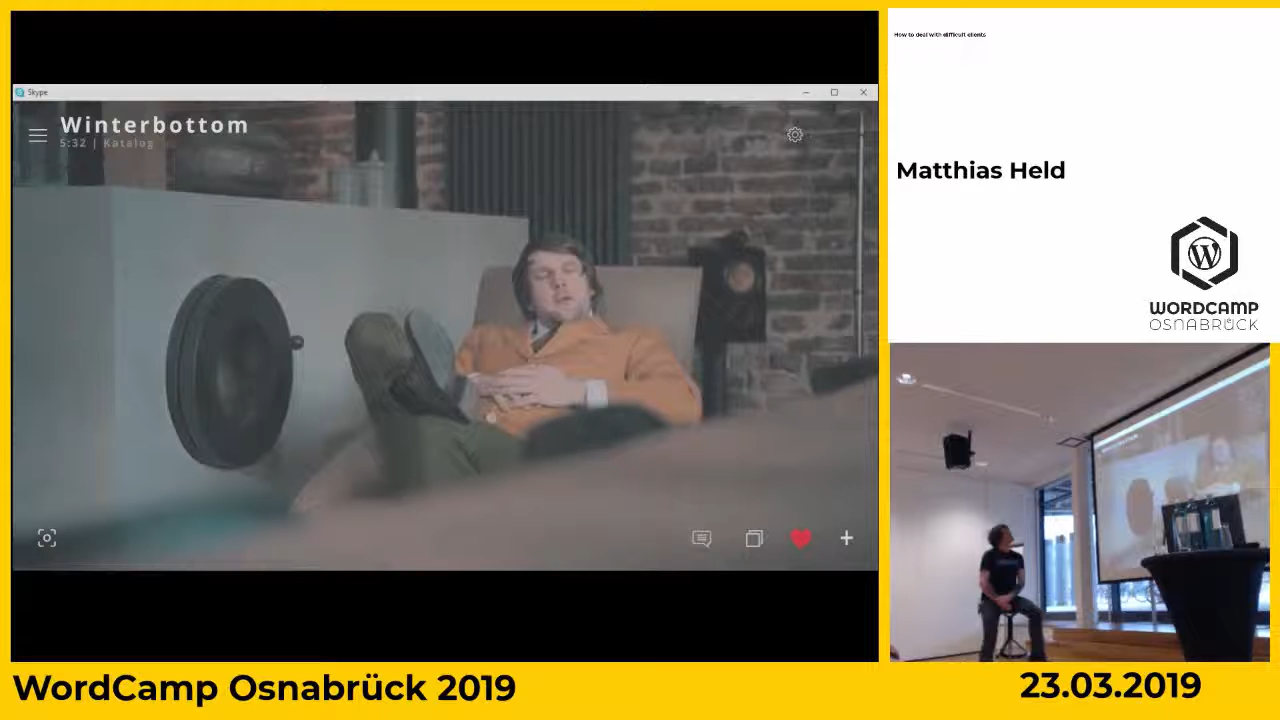 Skype
Winterbottom
5:32 | Katalog
How to deal with difficult clients
Matthias Held
WORDCAMP
OSNABRÜCK
WordCamp Osnabrück 2019
23.03.2019